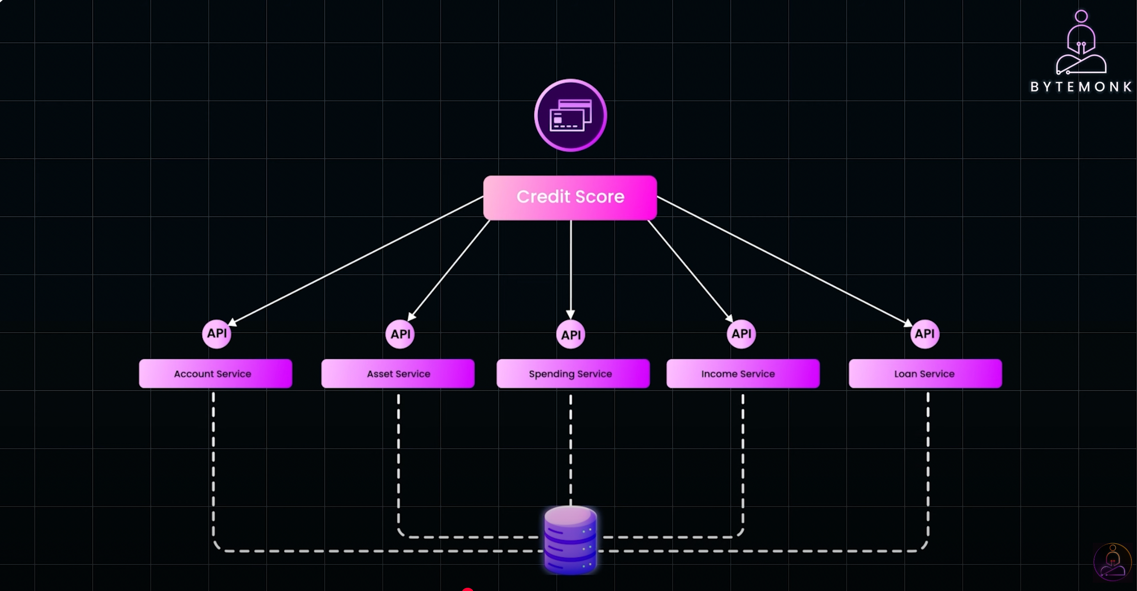 BYTEMONK
Credit Score
API
API
API
API
API
Account Service
Asset Service
Spending Service
Income Service
Loan Service